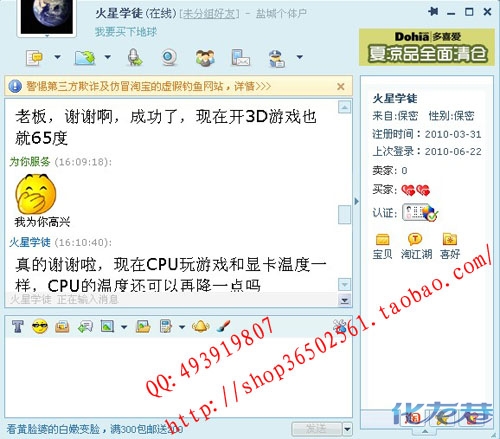 火星学徒(在线) [未分组好友] - 盐城个体户
我要买下地球
Dohia 多喜爱
夏凉品全面清仓
警惕第三方欺诈及仿冒淘宝的虚假钓鱼网站，详情>>>
老板，谢谢啊，成功了，现在开3D游戏也
就65度
为你服务 (16:09:18):
我为你高兴
火星学徒 (16:10:40):
真的谢谢啦，现在CPU玩游戏和显卡温度一
样，CPU的温度还可以再降一点吗
火星学徒 正在输入消息
火星学徒
来自:保密 性别:保密
注册时间：2010-03-31
上次登录：2010-06-22
卖家: 0
买家:
认证:
宝贝 淘江湖 喜好
QQ:493919807
http://shop36502361.taobao.com/
看黄脸婆的白嫩变脸，满300包邮送200
发送
化龙巷